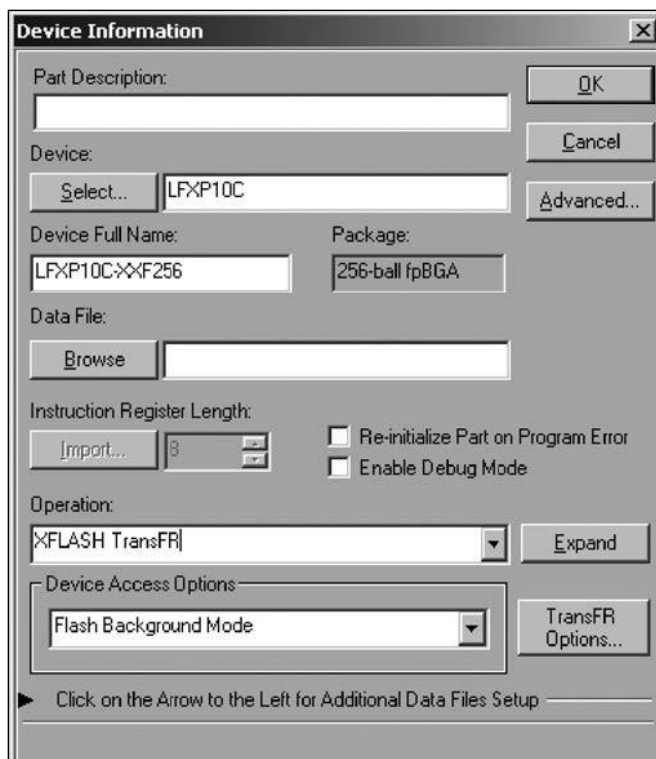 Device Information
Part Description:
OK
Device:
Cancel
Select...
LFXP10C
Advanced...
Device Full Name:
Package:
LFXP10C-XXF256
256-ball fpBGA
Data File:
Browse
Instruction Register Length:
Import...
8
Re-initialize Part on Program Error
Enable Debug Mode
Operation:
XFLASH TransFR
Expand
Device Access Options
Flash Background Mode
TransFR
Options...
Click on the Arrow to the Left for Additional Data Files Setup